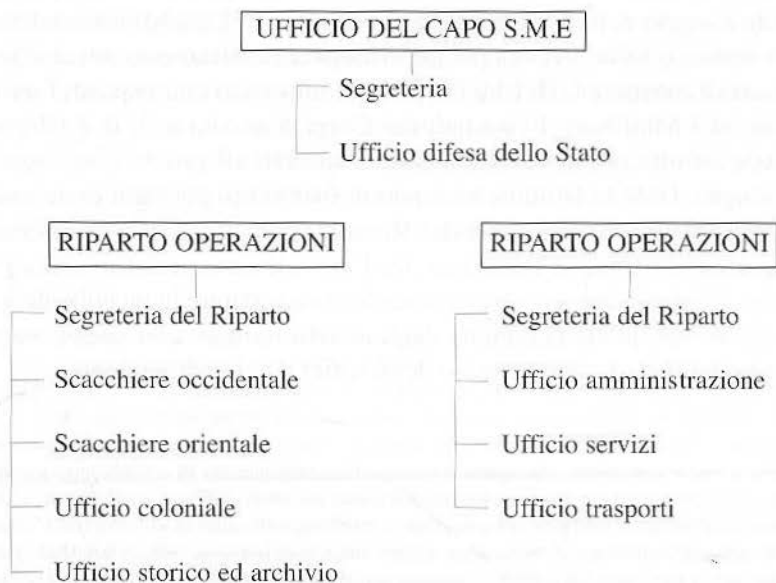 UFFICIO DEL CAPO S.M.E
Segreteria
Ufficio difesa dello Stato
RIPARTO OPERAZIONI
Segreteria del Riparto
Scacchiere occidentale
Scacchiere orientale
Ufficio coloniale
Ufficio storico ed archivio
RIPARTO OPERAZIONI
Segreteria del Riparto
Ufficio amministrazione
Ufficio servizi
Ufficio trasporti